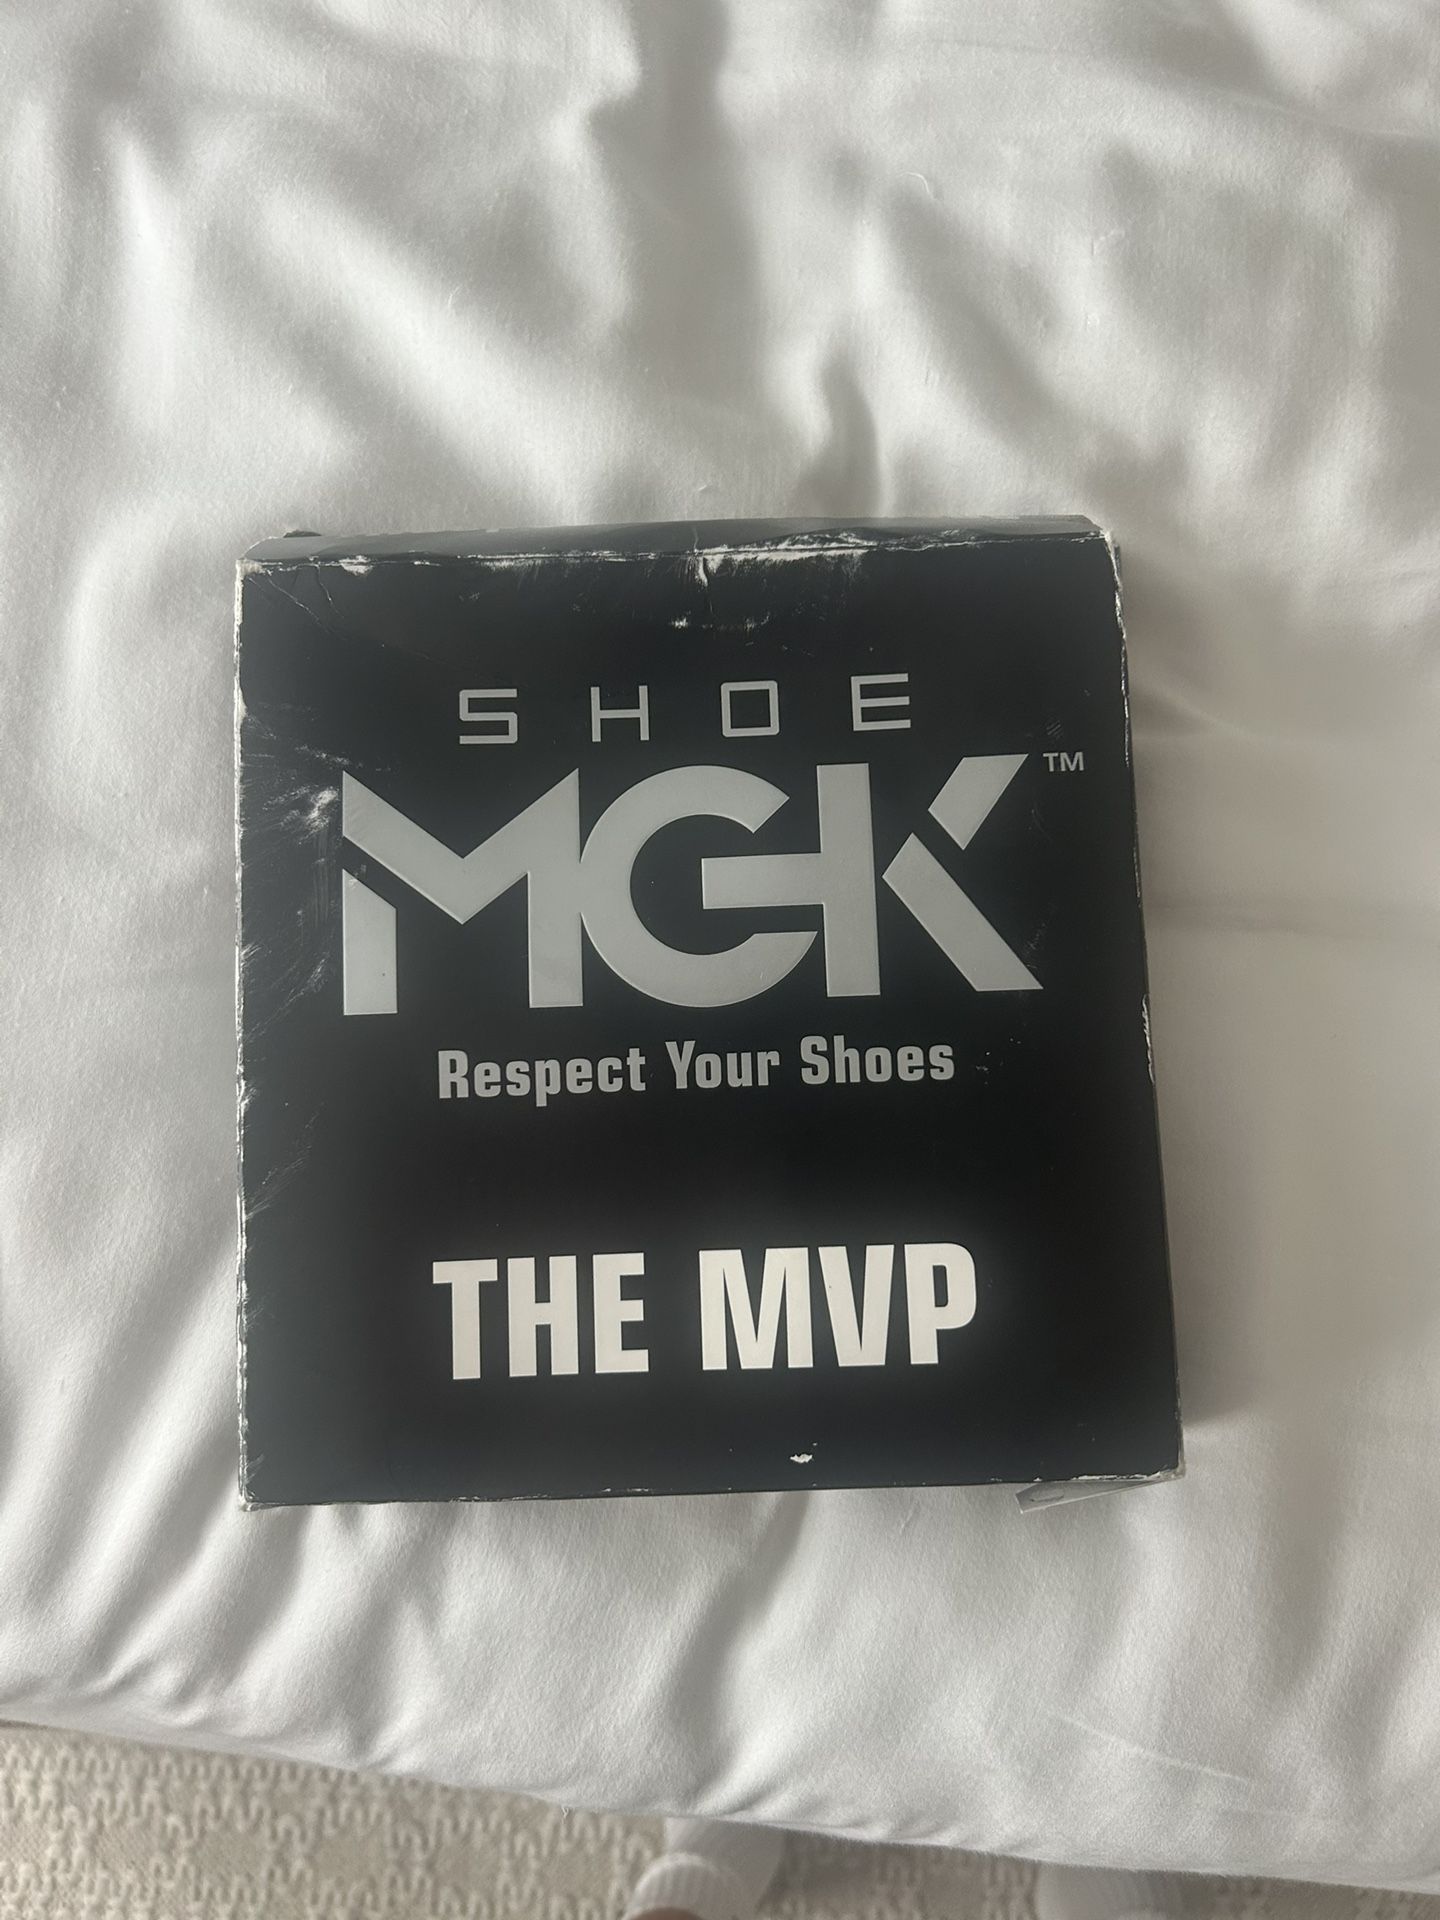 SHOE
MGK™
Respect Your Shoes
THE MVP